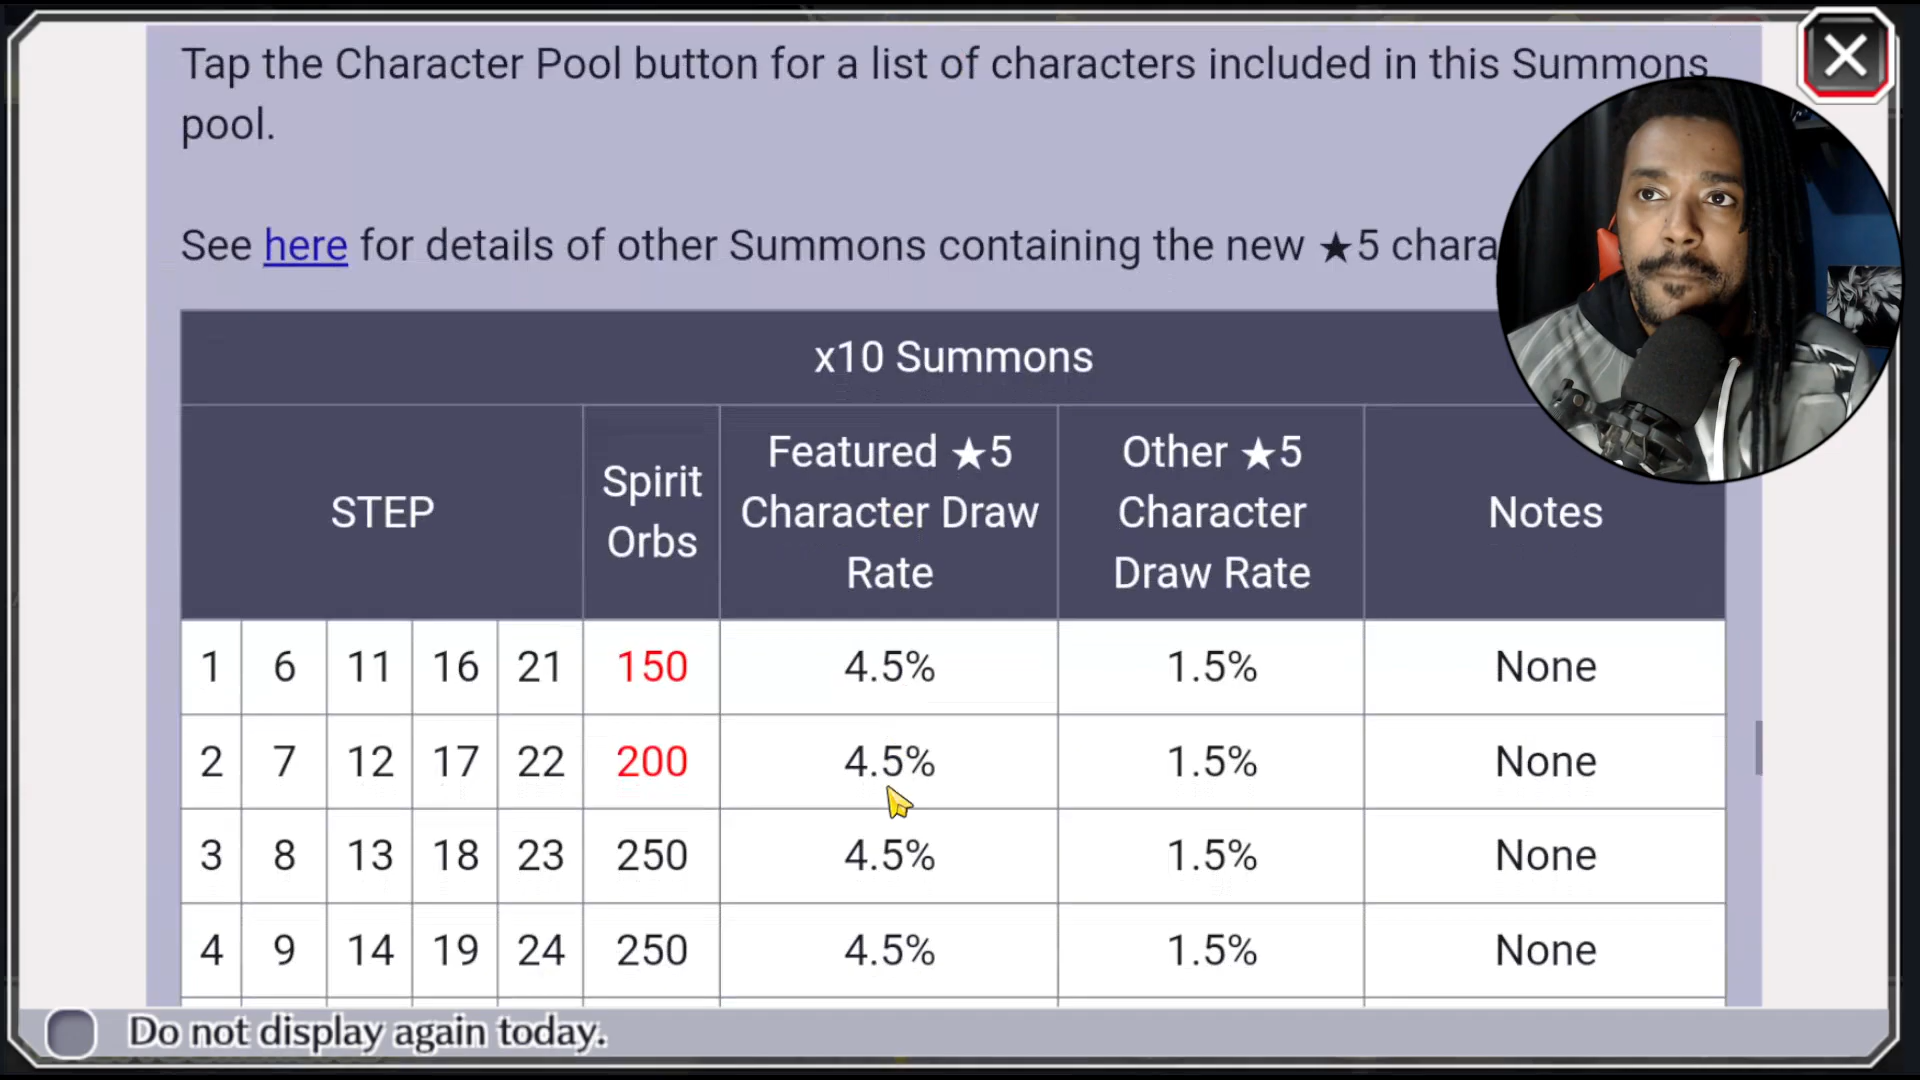 Tap the Character Pool button for a list of characters included in this Summons
pool.
See here for details of other Summons containing the new ★5 chara
x10 Summons
STEP
Spirit
Orbs
Featured ★5
Character Draw
Rate
Other ★5
Character
Draw Rate
Notes
1 6 11 16 21 150 4.5% 1.5% None
2 7 12 17 22 200 4.5% 1.5% None
3 8 13 18 23 250 4.5% 1.5% None
4 9 14 19 24 250 4.5% 1.5% None
Do not display again today.